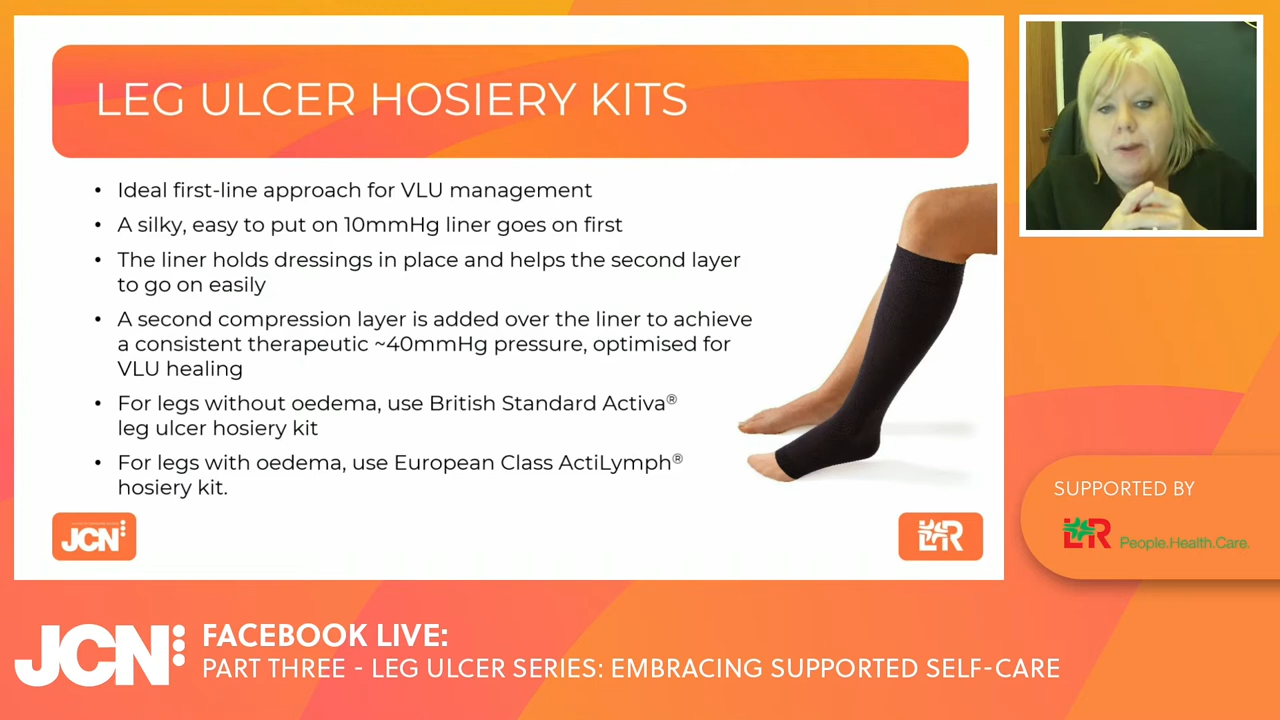 LEG ULCER HOSIERY KITS
• Ideal first-line approach for VLU management
• A silky, easy to put on 10mmHg liner goes on first
• The liner holds dressings in place and helps the second layer
to go on easily
• A second compression layer is added over the liner to achieve
a consistent therapeutic ~40mmHg pressure, optimised for
VLU healing
• For legs without oedema, use British Standard Activa®
leg ulcer hosiery kit
• For legs with oedema, use European Class ActiLymph®
hosiery kit.
JCN
L&R
SUPPORTED BY
L&R People.Health.Care.
JCN
FACEBOOK LIVE:
PART THREE - LEG ULCER SERIES: EMBRACING SUPPORTED SELF-CARE